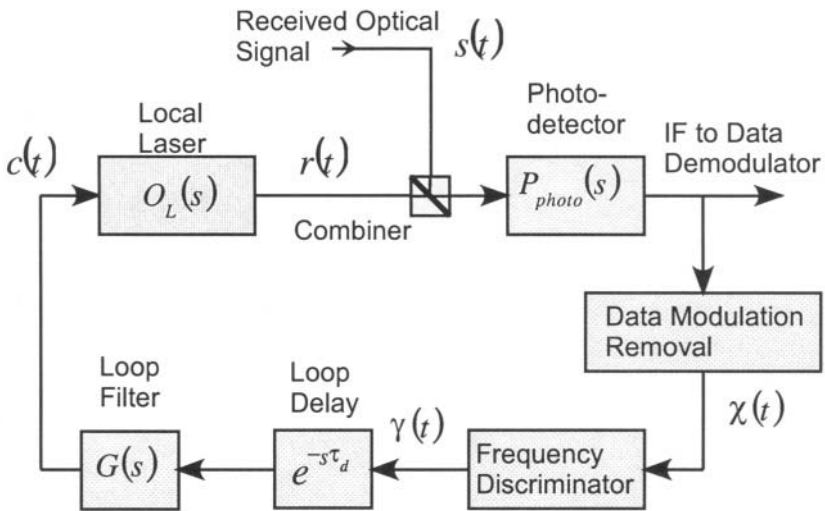 Received Optical
Signal
s(t)
Local
Laser
Photo-
detector
IF to Data
Demodulator
c(t)
O_L(s)
r(t)
P_photo(s)
Combiner
Data Modulation
Removal
Loop
Filter
Loop
Delay
γ(t)
χ(t)
G(s)
e^{-sτ_d}
Frequency
Discriminator